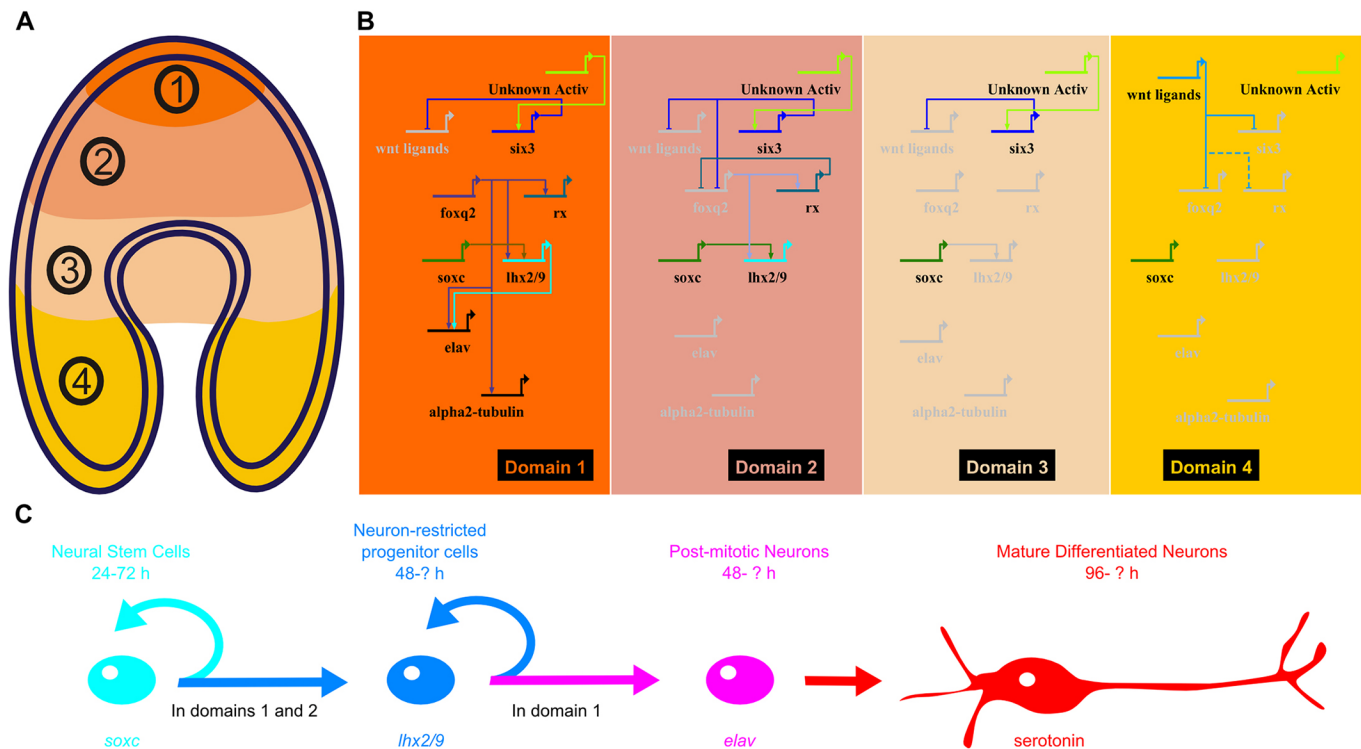 A
1
2
3
4
B
Unknown Activ
wnt ligands
six3
foxq2
rx
soxc
lhx2/9
elav
alpha2-tubulin
Domain 1
Unknown Activ
wnt ligands
six3
foxq2
rx
soxc
lhx2/9
elav
alpha2-tubulin
Domain 2
Unknown Activ
wnt ligands
six3
foxq2
rx
soxc
lhx2/9
elav
alpha2-tubulin
Domain 3
wnt ligands
Unknown Activ
six3
foxq2
rx
soxc
lhx2/9
elav
alpha2-tubulin
Domain 4
C
Neural Stem Cells
24-72 h
Neuron-restricted
progenitor cells
48-? h
Post-mitotic Neurons
48- ? h
Mature Differentiated Neurons
96- ? h
In domains 1 and 2
In domain 1
soxc
lhx2/9
elav
serotonin